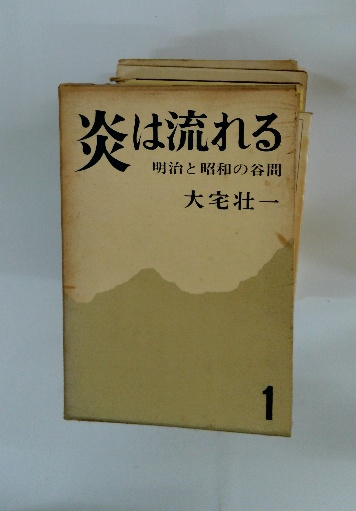 炎は流れる
明治と昭和の谷間
大宅壮一
1